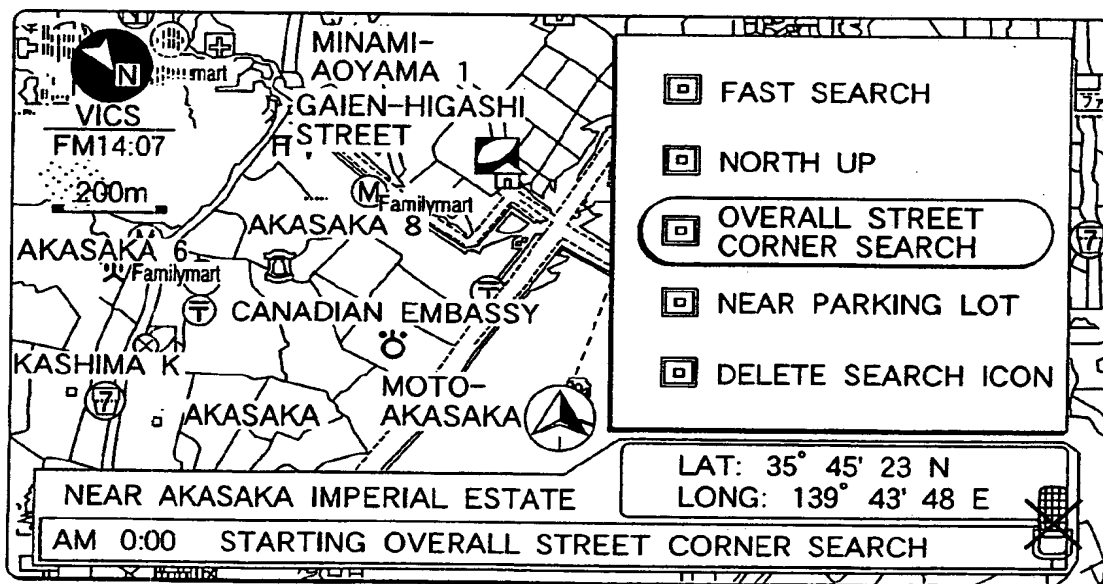 N
mart
VICS
FM14:07
200m
MINAMI-
AOYAMA 1
GAIEN-HIGASHI
STREET
M
Familymart
AKASAKA 8
AKASAKA 6
Familymart
CANADIAN EMBASSY
KASHIMA K
7
AKASAKA
MOTO-
AKASAKA
FAST SEARCH
NORTH UP
OVERALL STREET
CORNER SEARCH
NEAR PARKING LOT
DELETE SEARCH ICON
7
LAT: 35° 45' 23 N
LONG: 139° 43' 48 E
NEAR AKASAKA IMPERIAL ESTATE
AM 0:00 STARTING OVERALL STREET CORNER SEARCH